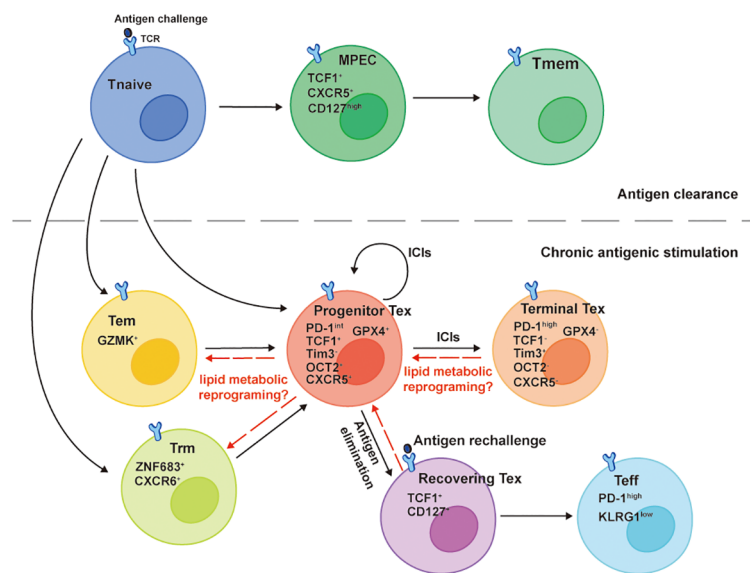 Antigen challenge
TCR
Tnaive
MPEC
TCF1⁺
CXCR5⁺
CD127ʰⁱᵍʰ
Tmem
Antigen clearance
Chronic antigenic stimulation
ICIs
Tem
GZMK⁺
Progenitor Tex
PD-1ⁱⁿᵗ GPX4⁺
TCF1⁺
Tim3⁻
OCT2⁺
CXCR5⁺
ICIs
Terminal Tex
PD-1ʰⁱᵍʰ GPX4⁻
TCF1⁻
Tim3⁺
OCT2⁻
CXCR5⁻
lipid metabolic
reprograming?
lipid metabolic
reprograming?
Trm
ZNF683⁺
CXCR6⁺
Antigen
elimination
Antigen rechallenge
Recovering Tex
TCF1⁺
CD127⁺
Teff
PD-1ʰⁱᵍʰ
KLRG1ˡᵒʷ